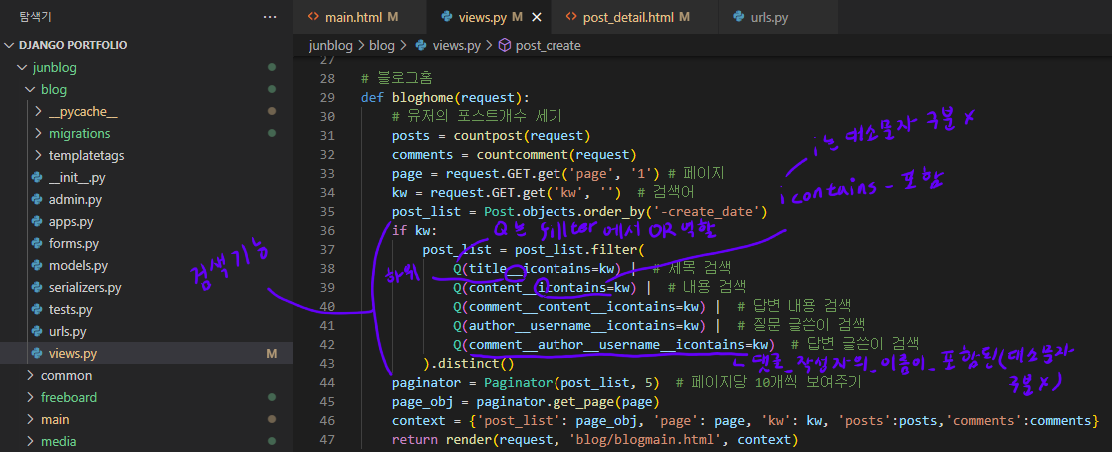 탐색기 ···
main.html M
views.py M ×
post_detail.html M
urls.py
DJANGO PORTFOLIO
junblog
blog
__pycache__
migrations
templatetags
__init__.py
admin.py
apps.py
forms.py
models.py
serializers.py
tests.py
urls.py
views.py M
common
freeboard
main
media
junblog > blog > views.py > post_create
27
28 # 블로그홈
29 def bloghome(request):
30 # 유저의 포스트개수 세기
31 posts = countpost(request)
32 comments = countcomment(request)
33 page = request.GET.get('page', '1') # 페이지
34 kw = request.GET.get('kw', '') # 검색어
35 post_list = Post.objects.order_by('-create_date')
36 if kw:
37 post_list = post_list.filter(
38 Q(title__icontains=kw) | # 제목 검색
39 Q(content__icontains=kw) | # 내용 검색
40 Q(comment__content__icontains=kw) | # 답변 내용 검색
41 Q(author__username__icontains=kw) | # 질문 글쓴이 검색
42 Q(comment__author__username__icontains=kw) # 답변 글쓴이 검색
43 ).distinct()
44 paginator = Paginator(post_list, 5) # 페이지당 10개씩 보여주기
45 page_obj = paginator.get_page(page)
46 context = {'post_list': page_obj, 'page': page, 'kw': kw, 'posts':posts,'comments':comments}
47 return render(request, 'blog/blogmain.html', context)
i는 대소문자 구분 x
icontains - 포함
Q는 fillter에서 OR역할
하위
검색기능
댓글_작성자의_이름이_포함된(대소문자
구분x)